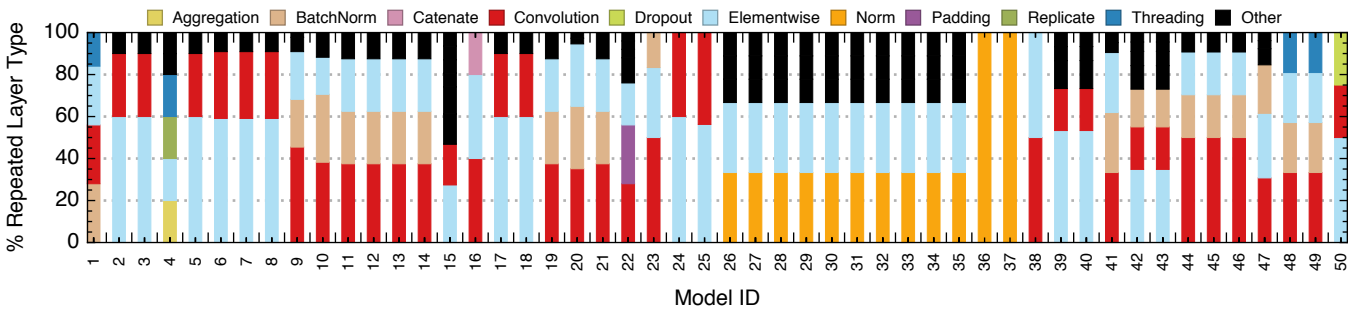 Aggregation BatchNorm Catenate Convolution Dropout Elementwise Norm Padding Replicate Threading Other
% Repeated Layer Type
100
80
60
40
20
0
1 2 3 4 5 6 7 8 9 10 11 12 13 14 15 16 17 18 19 20 21 22 23 24 25 26 27 28 29 30 31 32 33 34 35 36 37 38 39 40 41 42 43 44 45 46 47 48 49 50
Model ID